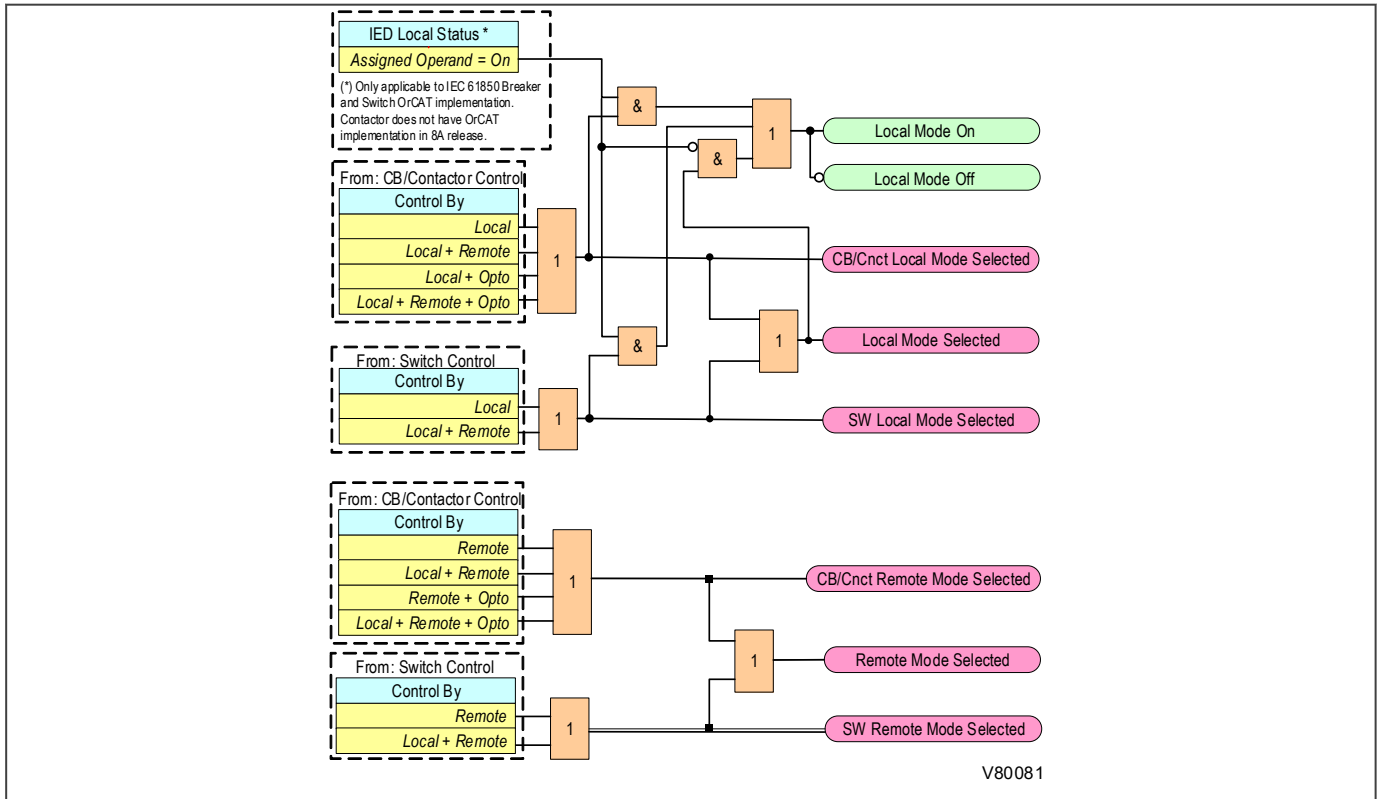 IED Local Status *
Assigned Operand = On
(*) Only applicable to IEC 61850 Breaker
and Switch OrCAT implementation.
Contactor does not have OrCAT
implementation in 8A release.
&
1
&
Local Mode On
Local Mode Off
From: CB/Contactor Control
Control By
Local
Local + Remote
Local + Opto
Local + Remote + Opto
1
CB/Cnct Local Mode Selected
&
1
Local Mode Selected
From: Switch Control
Control By
Local
Local + Remote
1
SW Local Mode Selected
From: CB/Contactor Control
Control By
Remote
Local + Remote
Remote + Opto
Local + Remote + Opto
1
CB/Cnct Remote Mode Selected
1
Remote Mode Selected
From: Switch Control
Control By
Remote
Local + Remote
1
SW Remote Mode Selected
V80081